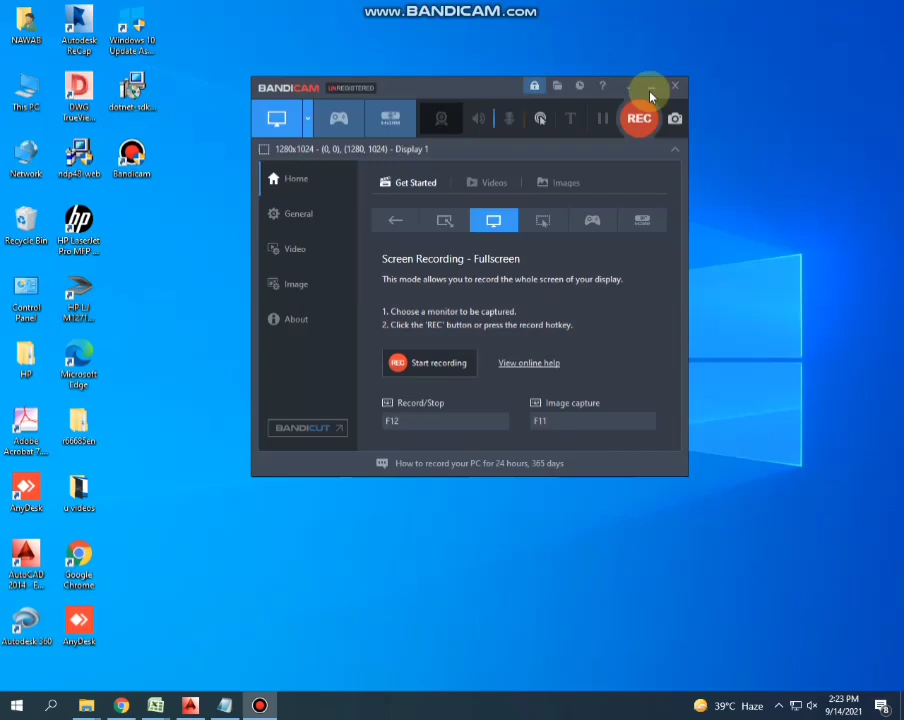 www.BANDICAM.com
NAWAB
Autodesk ReCap
Windows 10 Update As...
This PC
DWG TrueView...
dotnet-sdk...
Network
ndp48-web
Bandicam
Recycle Bin
HP LaserJet Pro MFP ...
Control Panel
HP LJ M1271...
HP
Microsoft Edge
Adobe Acrobat 7....
r66685en
AnyDesk
u videos
AutoCAD 2014 - E...
Google Chrome
Autodesk 360
AnyDesk
BANDICAM UNREGISTERED
REC
1280x1024 - (0, 0), (1280, 1024) - Display 1
Home
General
Video
Image
About
BANDICUT
Get Started Videos Images
Screen Recording - Fullscreen
This mode allows you to record the whole screen of your display.
1. Choose a monitor to be captured.
2. Click the 'REC' button or press the record hotkey.
REC Start recording View online help
Record/Stop Image capture
F12 F11
How to record your PC for 24 hours, 365 days
39°C Haze
2:23 PM
9/14/2021
8